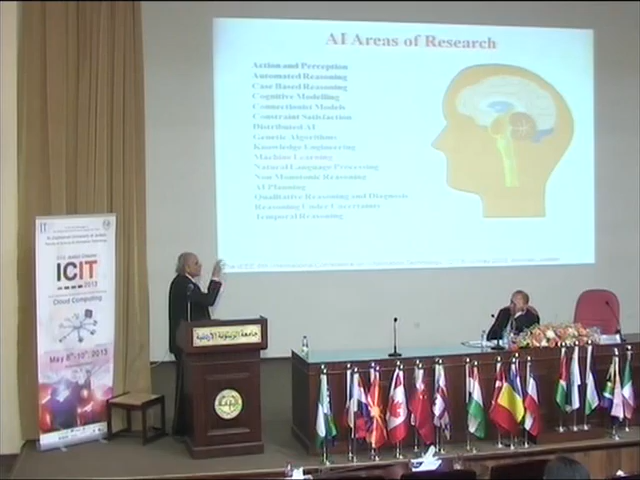 AI Areas of Research
Action and Perception
Automated Reasoning
Case Based Reasoning
Cognitive Modelling
Connectionist Models
Constraint Satisfaction
Distributed AI
Genetic Algorithms
Knowledge Engineering
Machine Learning
Natural Language Processing
Non Monotonic Reasoning
AI Planning
Qualitative Reasoning and Diagnosis
Reasoning Under Uncertainty
Temporal Reasoning
ICIT
2013
Cloud Computing
May 8th-10th, 2013
جامعة الزيتونة الأردنية